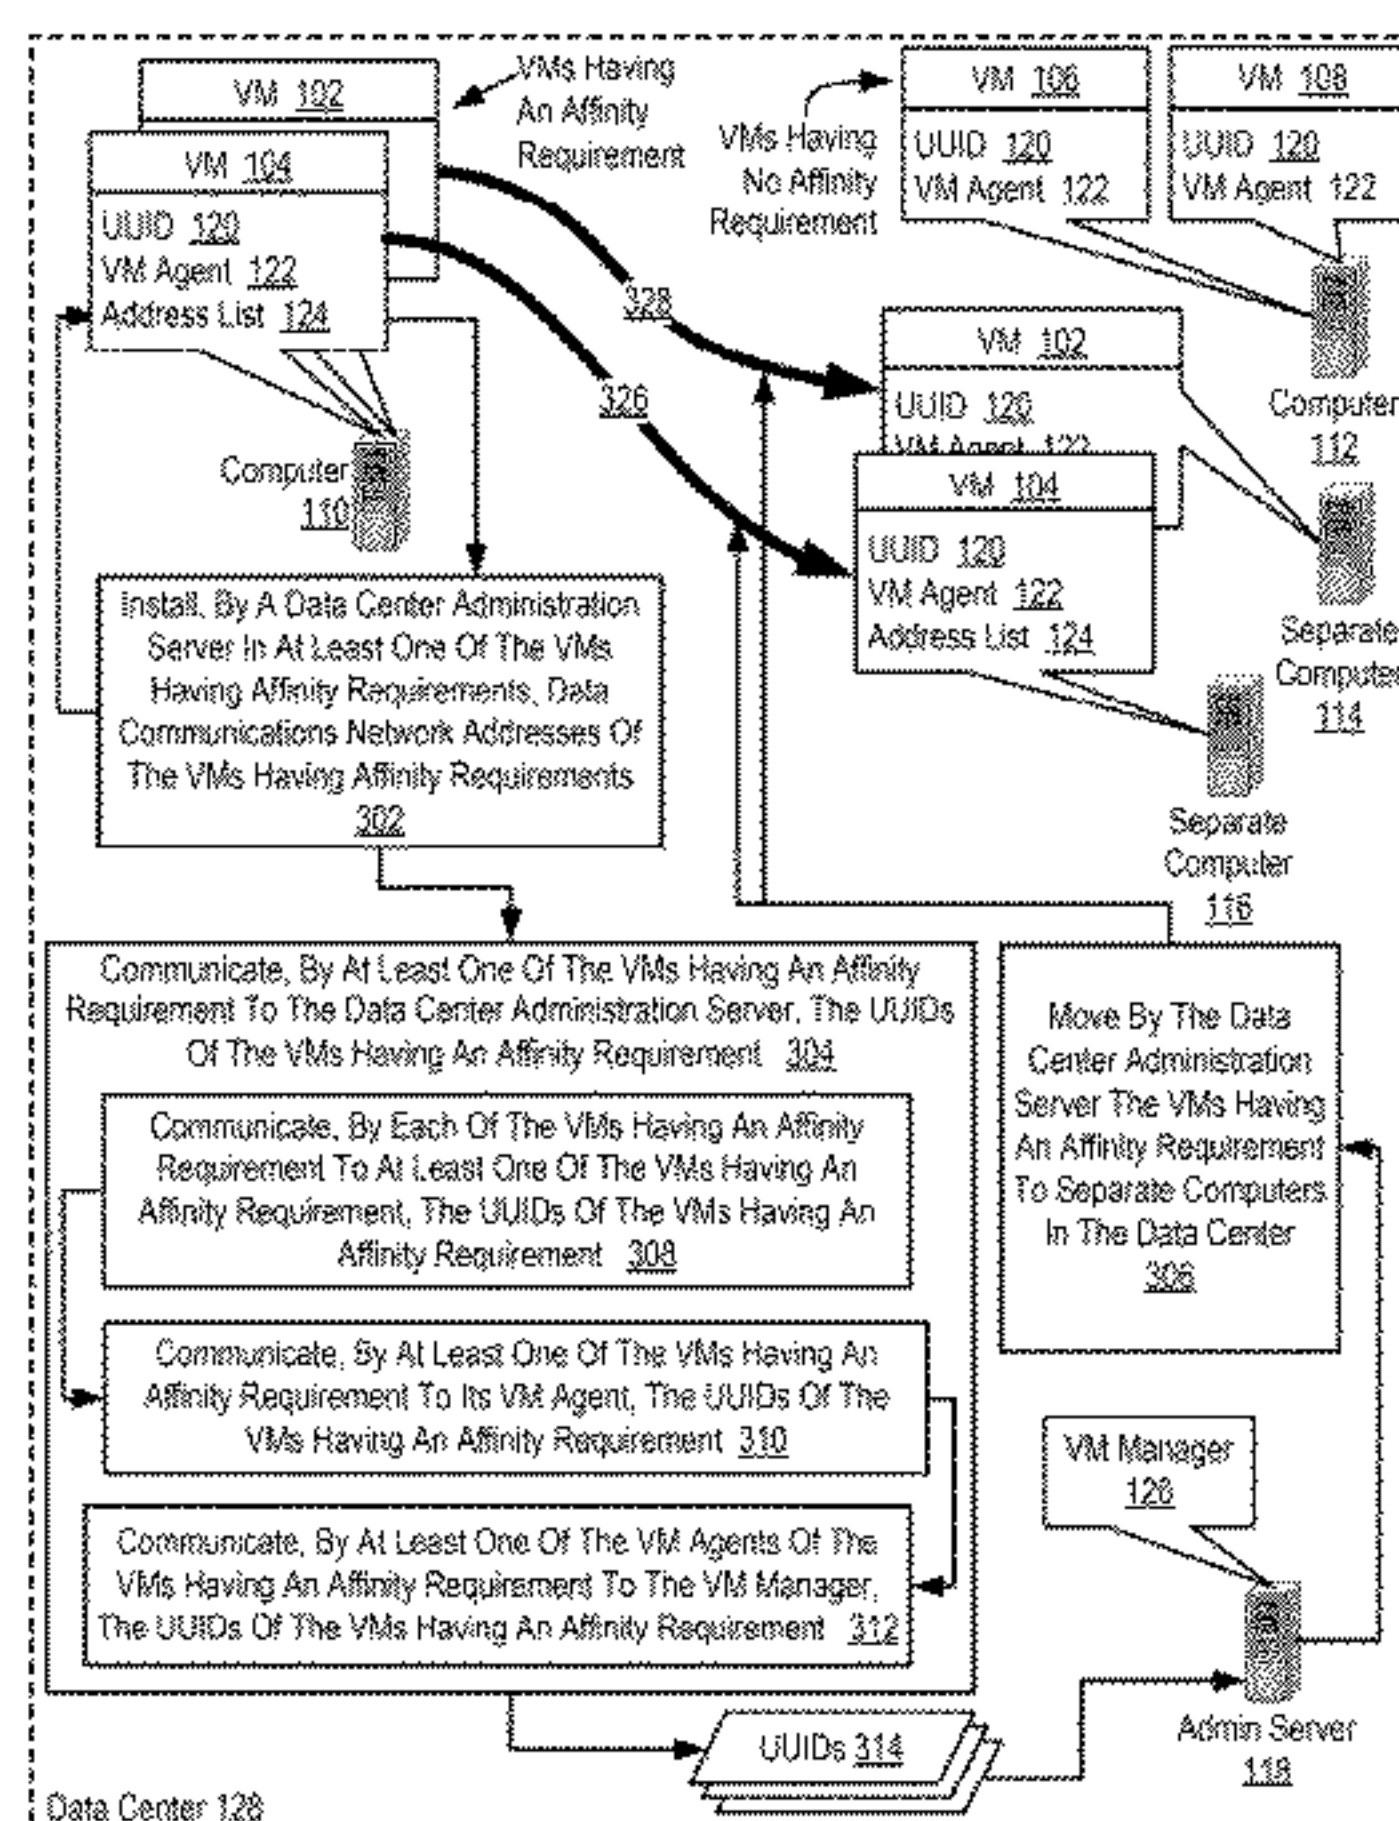 VM 102
VMs Having
An Affinity
Requirement
VM 104
UUID 120
VM Agent 122
Address List 124
Computer
110
VMs Having
No Affinity
Requirement
VM 106
UUID 120
VM Agent 122
VM 108
UUID 120
VM Agent 122
Computer
112
328
326
VM 102
UUID 120
VM Agent 122
VM 104
UUID 120
VM Agent 122
Address List 124
Separate
Computer
114
Separate
Computer
116
Install, By A Data Center Administration
Server In At Least One Of The VMs
Having Affinity Requirements, Data
Communications Network Addresses Of
The VMs Having Affinity Requirements
302
Communicate, By At Least One Of The VMs Having An Affinity
Requirement To The Data Center Administration Server, The UUIDs
Of The VMs Having An Affinity Requirement 304
Communicate, By Each Of The VMs Having An Affinity
Requirement To At Least One Of The VMs Having An
Affinity Requirement, The UUIDs Of The VMs Having An
Affinity Requirement 308
Communicate, By At Least One Of The VMs Having An
Affinity Requirement To Its VM Agent, The UUIDs Of The
VMs Having An Affinity Requirement 310
Communicate, By At Least One Of The VM Agents Of The
VMs Having An Affinity Requirement To The VM Manager,
The UUIDs Of The VMs Having An Affinity Requirement 312
Move By The Data
Center Administration
Server The VMs Having
An Affinity Requirement
To Separate Computers
In The Data Center
306
VM Manager
126
Admin Server
118
UUIDs 314
Data Center 128